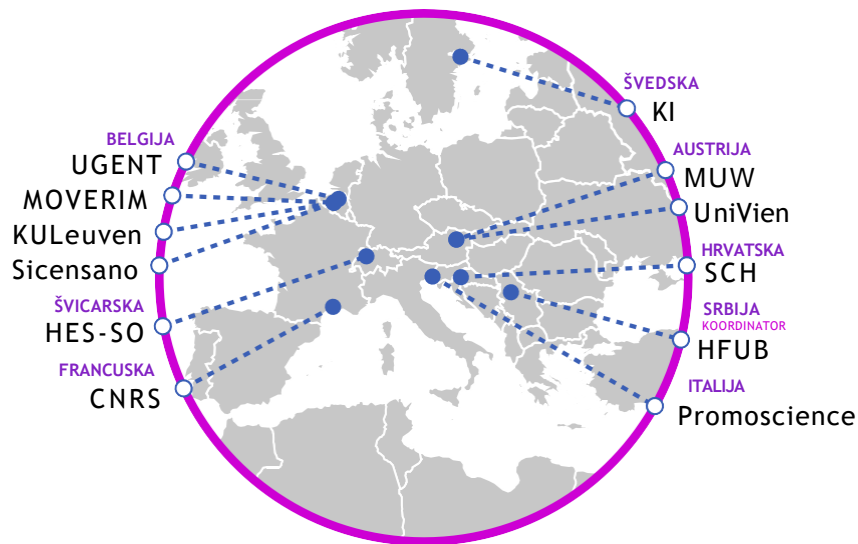 BELGIJA
UGENT
MOVERIM
KULeuven
Sicensano
ŠVICARSKA
HES-SO
FRANCUSKA
CNRS
ŠVEDSKA
KI
AUSTRIJA
MUW
UniVien
HRVATSKA
SCH
SRBIJA
KOORDINATOR
HFUB
ITALIJA
Promoscience